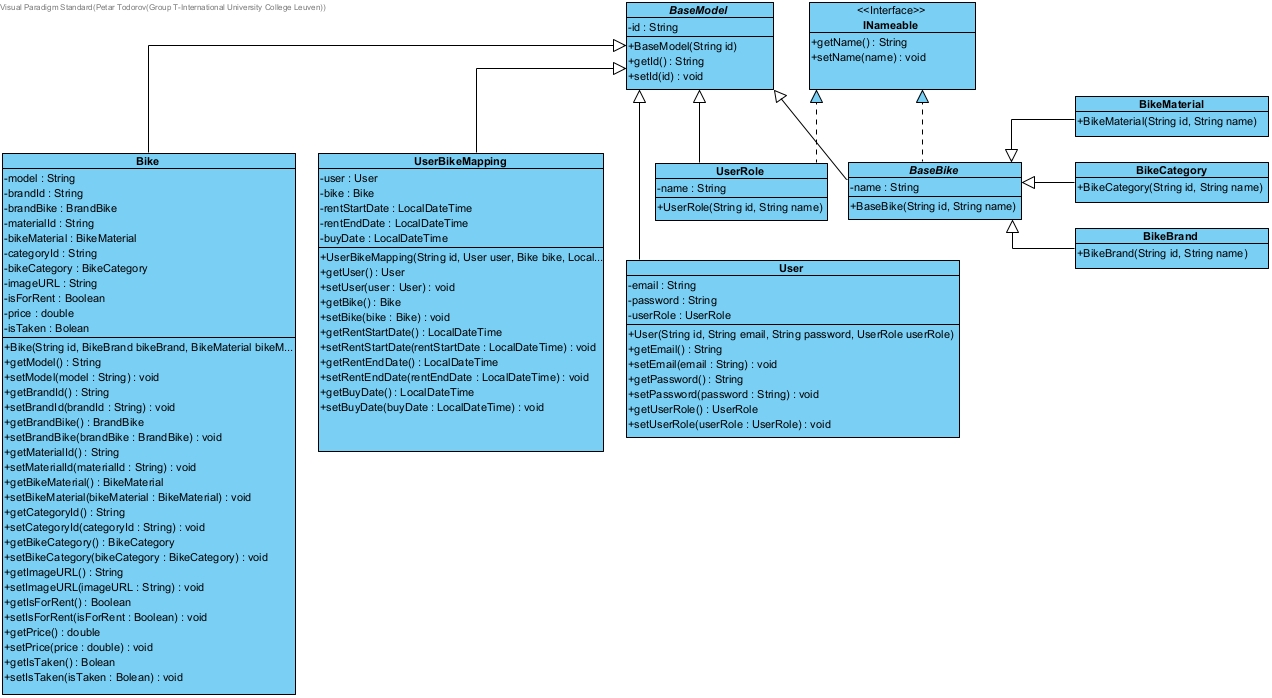 Visual Paradigm Standard(Petar Todorov(Group T-International University College Leuven))
BaseModel
-id : String
+BaseModel(String id)
+getId() : String
+setId(id) : void
<<Interface>>
INameable
+getName() : String
+setName(name) : void
BikeMaterial
+BikeMaterial(String id, String name)
BikeCategory
+BikeCategory(String id, String name)
BikeBrand
+BikeBrand(String id, String name)
UserRole
-name : String
+UserRole(String id, String name)
BaseBike
-name : String
+BaseBike(String id, String name)
Bike
-model : String
-brandId : String
-brandBike : BrandBike
-materialId : String
-bikeMaterial : BikeMaterial
-categoryId : String
-bikeCategory : BikeCategory
-imageURL : String
-isForRent : Boolean
-price : double
-isTaken : Bolean
+Bike(String id, BikeBrand bikeBrand, BikeMaterial bikeM...
+getModel() : String
+setModel(model : String) : void
+getBrandId() : String
+setBrandId(brandId : String) : void
+getBrandBike() : BrandBike
+setBrandBike(brandBike : BrandBike) : void
+getMaterialId() : String
+setMaterialId(materialId : String) : void
+getBikeMaterial() : BikeMaterial
+setBikeMaterial(bikeMaterial : BikeMaterial) : void
+getCategoryId() : String
+setCategoryId(categoryId : String) : void
+getBikeCategory() : BikeCategory
+setBikeCategory(bikeCategory : BikeCategory) : void
+getImageURL() : String
+setImageURL(imageURL : String) : void
+getIsForRent() : Boolean
+setIsForRent(isForRent : Boolean) : void
+getPrice() : double
+setPrice(price : double) : void
+getIsTaken() : Bolean
+setIsTaken(isTaken : Bolean) : void
UserBikeMapping
-user : User
-bike : Bike
-rentStartDate : LocalDateTime
-rentEndDate : LocalDateTime
-buyDate : LocalDateTime
+UserBikeMapping(String id, User user, Bike bike, Local...
+getUser() : User
+setUser(user : User) : void
+getBike() : Bike
+setBike(bike : Bike) : void
+getRentStartDate() : LocalDateTime
+setRentStartDate(rentStartDate : LocalDateTime) : void
+getRentEndDate() : LocalDateTime
+setRentEndDate(rentEndDate : LocalDateTime) : void
+getBuyDate() : LocalDateTime
+setBuyDate(buyDate : LocalDateTime) : void
User
-email : String
-password : String
-userRole : UserRole
+User(String id, String email, String password, UserRole userRole)
+getEmail() : String
+setEmail(email : String) : void
+getPassword() : String
+setPassword(password : String) : void
+getUserRole() : UserRole
+setUserRole(userRole : UserRole) : void